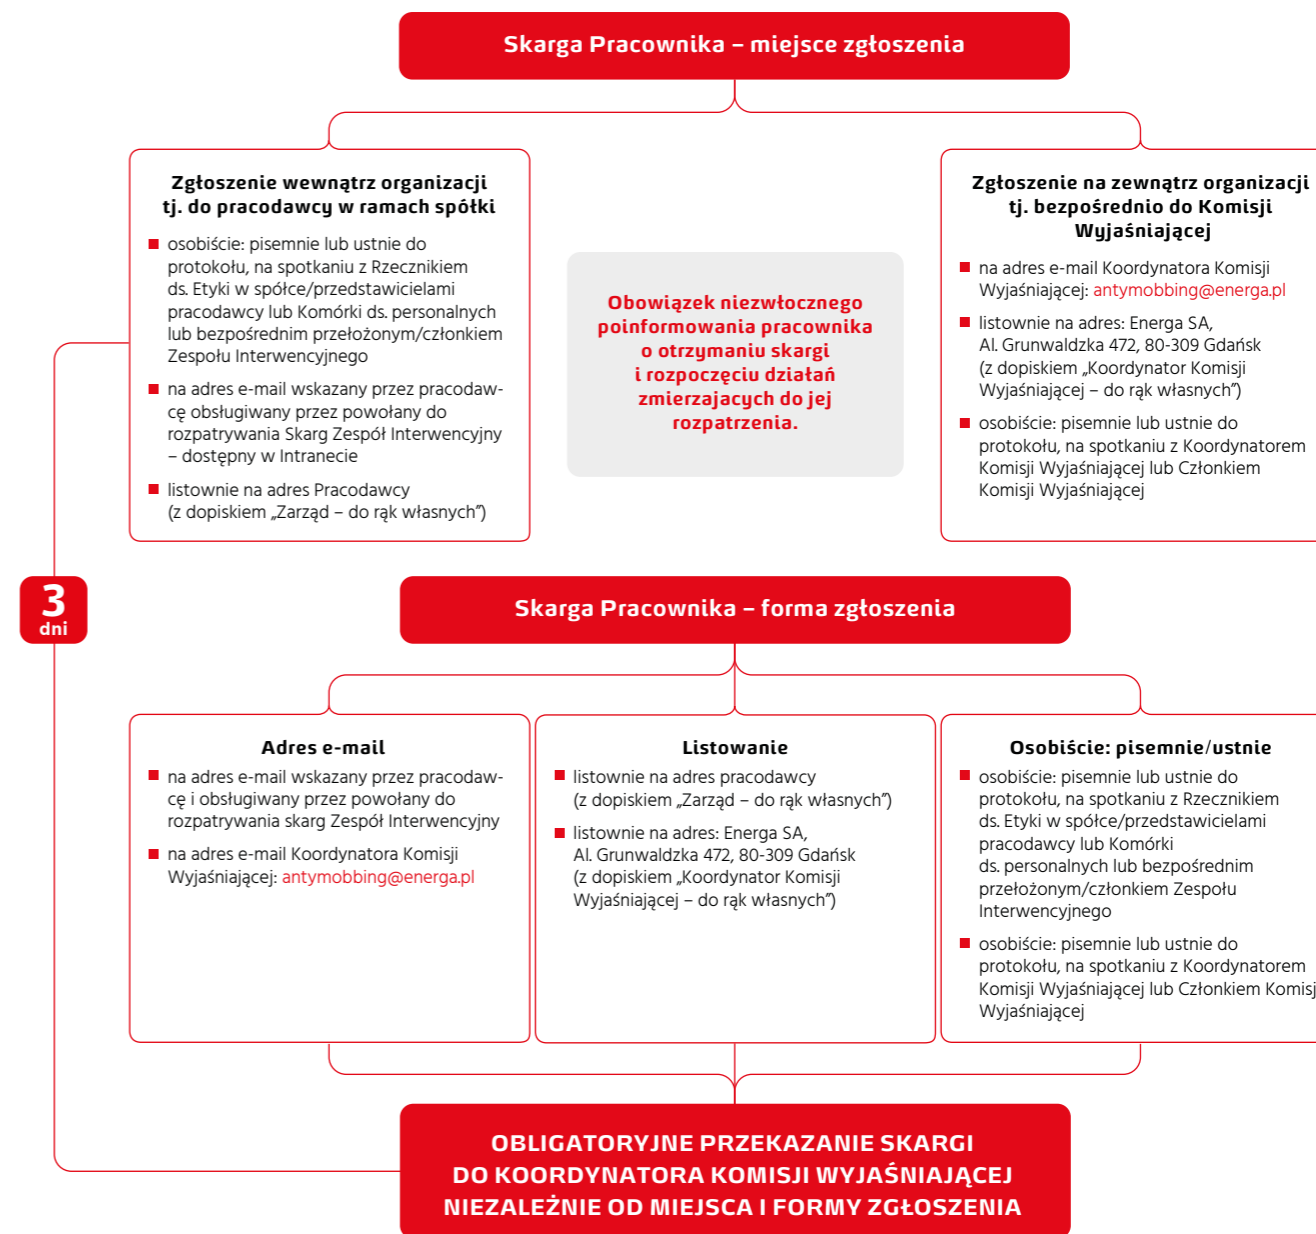 Skarga Pracownika – miejsce zgłoszenia
Zgłoszenie wewnątrz organizacji
tj. do pracodawcy w ramach spółki
osobiście: pisemnie lub ustnie do
protokołu, na spotkaniu z Rzecznikiem
ds. Etyki w spółce/przedstawicielami
pracodawcy lub Komórki ds. personalnych
lub bezpośrednim przełożonym/członkiem
Zespołu Interwencyjnego
na adres e-mail wskazany przez pracodaw-
cę obsługiwany przez powołany do
rozpatrywania Skarg Zespół Interwencyjny
– dostępny w Intranecie
listownie na adres Pracodawcy
(z dopiskiem „Zarząd – do rąk własnych”)
Obowiązek niezwłocznego
poinformowania pracownika
o otrzymaniu skargi
i rozpoczęciu działań
zmierzajacych do jej
rozpatrzenia.
Zgłoszenie na zewnątrz organizacji
tj. bezpośrednio do Komisji
Wyjaśniającej
na adres e-mail Koordynatora Komisji
Wyjaśniającej: antymobbing@energa.pl
listownie na adres: Energa SA,
Al. Grunwaldzka 472, 80-309 Gdańsk
(z dopiskiem „Koordynator Komisji
Wyjaśniającej – do rąk własnych”)
osobiście: pisemnie lub ustnie do
protokołu, na spotkaniu z Koordynatorem
Komisji Wyjaśniającej lub Członkiem
Komisji Wyjaśniającej
3
dni
Skarga Pracownika – forma zgłoszenia
Adres e-mail
na adres e-mail wskazany przez pracodaw-
cę i obsługiwany przez powołany do
rozpatrywania skarg Zespół Interwencyjny
na adres e-mail Koordynatora Komisji
Wyjaśniającej: antymobbing@energa.pl
Listowanie
listownie na adres pracodawcy
(z dopiskiem „Zarząd – do rąk własnych”)
listownie na adres: Energa SA,
Al. Grunwaldzka 472, 80-309 Gdańsk
(z dopiskiem „Koordynator Komisji
Wyjaśniającej – do rąk własnych”)
Osobiście: pisemnie/ustnie
osobiście: pisemnie lub ustnie do
protokołu, na spotkaniu z Rzecznikiem
ds. Etyki w spółce/przedstawicielami
pracodawcy lub Komórki
ds. personalnych lub bezpośrednim
przełożonym/członkiem Zespołu
Interwencyjnego
osobiście: pisemnie lub ustnie do
protokołu, na spotkaniu z Koordynatorem
Komisji Wyjaśniającej lub Członkiem Komisj
Wyjaśniającej
OBLIGATORYJNE PRZEKAZANIE SKARGI
DO KOORDYNATORA KOMISJI WYJAŚNIAJĄCEJ
NIEZALEŻNIE OD MIEJSCA I FORMY ZGŁOSZENIA